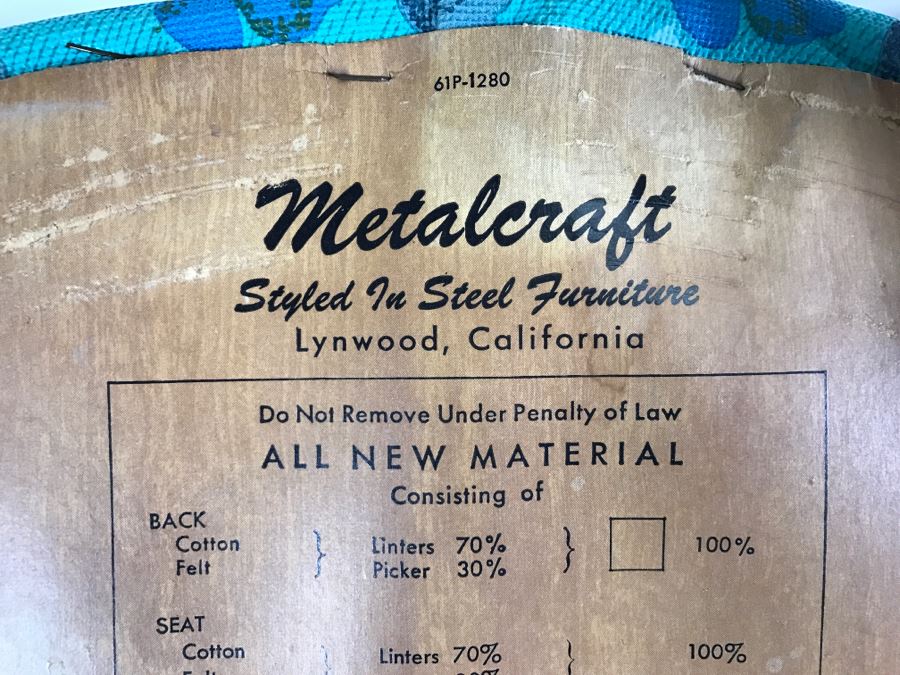 61P-1280
Metalcraft
Styled In Steel Furniture
Lynwood, California
Do Not Remove Under Penalty of Law
ALL NEW MATERIAL
Consisting of
BACK
Cotton } Linters 70% } 100%
Felt Picker 30%
SEAT
Cotton } Linters 70% } 100%